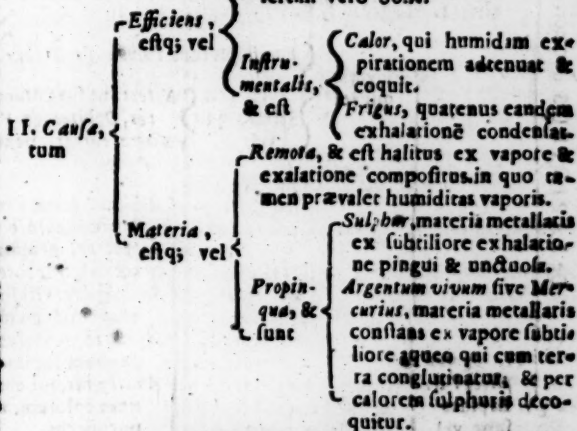 Efficiens,
eſtq; vel
Inſtru-
mentalis,
& eſt
Calor, qui humidam ex-
pirationem adtenuat &
coquit.
Frigus, quatenus eandem
exhalationē condenſat.
II. Cauſa,
tum
Materia,
eſtq; vel
Remota, & eſt halitus ex vapore &
exalatione compoſitus.in quo ta-
men prævalet humiditas vaporis.
Propin-
qua, &
ſunt
Sulphur, materia metallaris
ex ſubtiliore exhalatio-
ne pingui & unctuoſa.
Argentum vivum ſive Mer-
curius, materia metallaris
conſtans ex vapore ſubti-
liore aqueo qui cum ter-
ra conglutinatur, & per
calorem ſulphuris deco-
quitur.